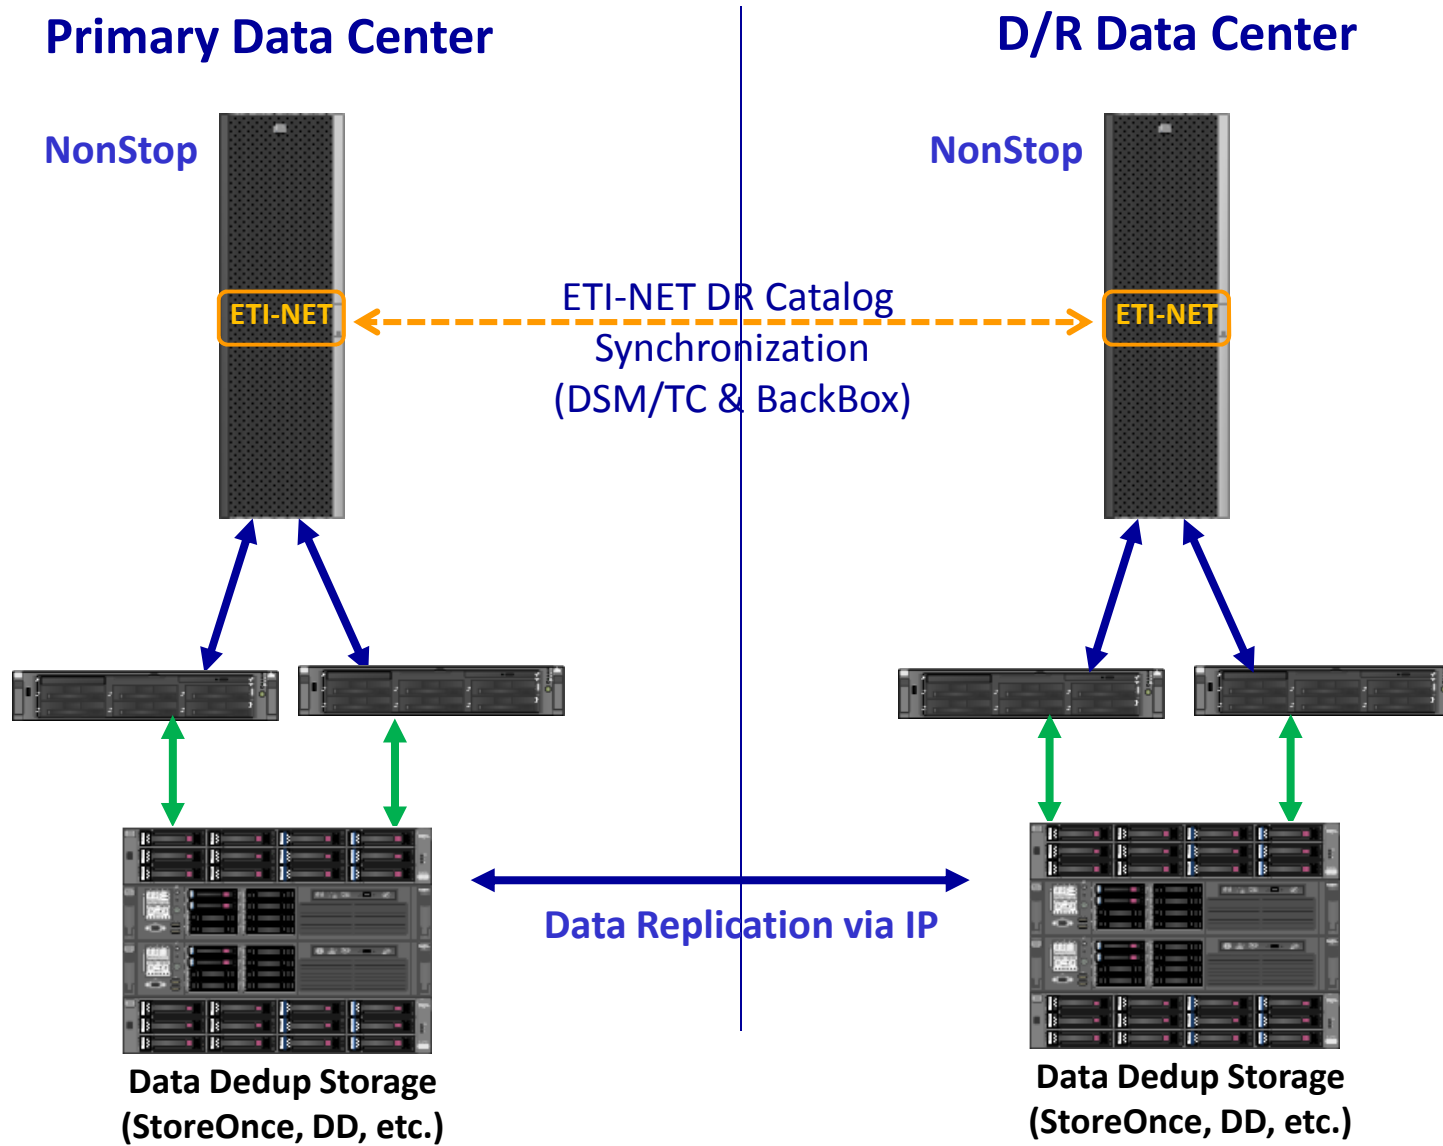 Primary Data Center
D/R Data Center
NonStop
NonStop
ETI-NET
ETI-NET DR Catalog
Synchronization
(DSM/TC & BackBox)
ETI-NET
Data Replication via IP
Data Dedup Storage
(StoreOnce, DD, etc.)
Data Dedup Storage
(StoreOnce, DD, etc.)